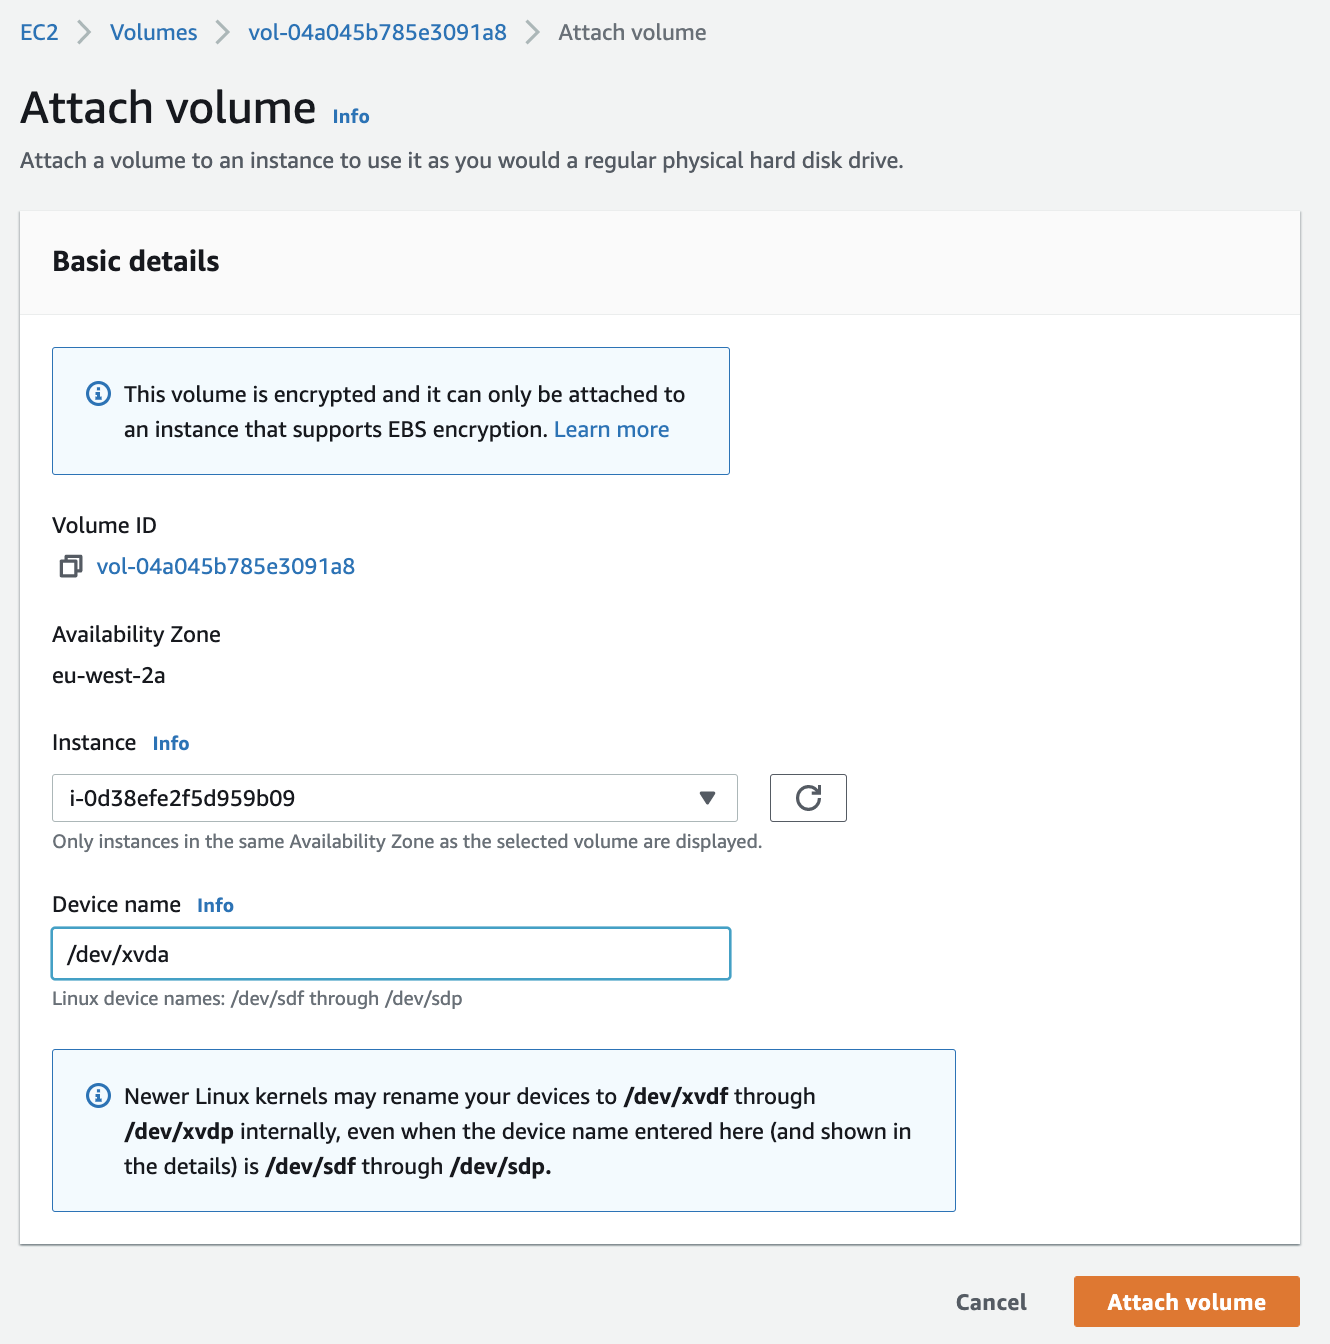 EC2 Volumes vol-04a045b785e3091a8 Attach volume
Attach volume Info
Attach a volume to an instance to use it as you would a regular physical hard disk drive.
Basic details
This volume is encrypted and it can only be attached to
an instance that supports EBS encryption. Learn more
Volume ID
vol-04a045b785e3091a8
Availability Zone
eu-west-2a
Instance Info
i-0d38efe2f5d959b09
Only instances in the same Availability Zone as the selected volume are displayed.
Device name Info
/dev/xvda
Linux device names: /dev/sdf through /dev/sdp
Newer Linux kernels may rename your devices to /dev/xvdf through
/dev/xvdp internally, even when the device name entered here (and shown in
the details) is /dev/sdf through /dev/sdp.
Cancel Attach volume